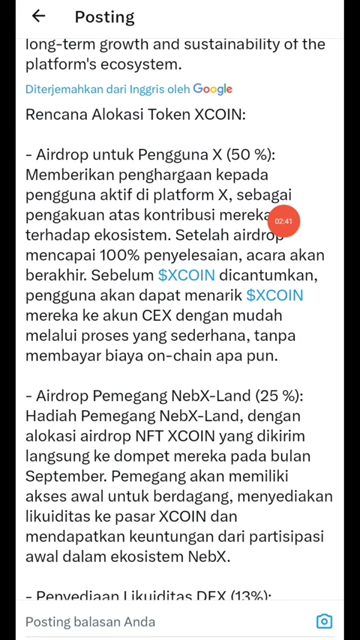 Posting
long-term growth and sustainability of the
platform's ecosystem.
Diterjemahkan dari Inggris oleh Google
Rencana Alokasi Token XCOIN:
- Airdrop untuk Pengguna X (50 %):
Memberikan penghargaan kepada
pengguna aktif di platform X, sebagai
pengakuan atas kontribusi mereka
02:41
terhadap ekosistem. Setelah airdrop
mencapai 100% penyelesaian, acara akan
berakhir. Sebelum $XCOIN dicantumkan,
pengguna akan dapat menarik $XCOIN
mereka ke akun CEX dengan mudah
melalui proses yang sederhana, tanpa
membayar biaya on-chain apa pun.
- Airdrop Pemegang NebX-Land (25 %):
Hadiah Pemegang NebX-Land, dengan
alokasi airdrop NFT XCOIN yang dikirim
langsung ke dompet mereka pada bulan
September. Pemegang akan memiliki
akses awal untuk berdagang, menyediakan
likuiditas ke pasar XCOIN dan
mendapatkan keuntungan dari partisipasi
awal dalam ekosistem NebX.
- Penyediaan Likuiditas DEX (13%):
Posting balasan Anda